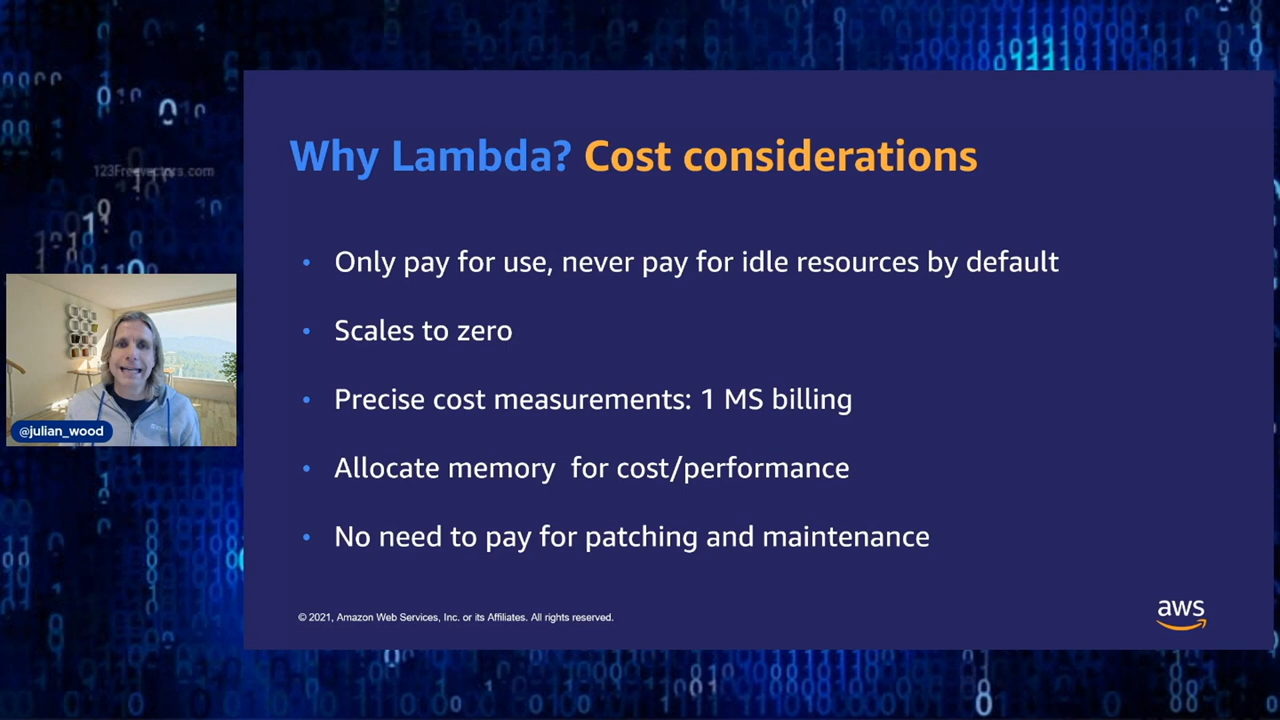 123Freevectors.com
Why Lambda? Cost considerations
• Only pay for use, never pay for idle resources by default
• Scales to zero
• Precise cost measurements: 1 MS billing
• Allocate memory  for cost/performance
• No need to pay for patching and maintenance
@julian_wood
© 2021, Amazon Web Services, Inc. or its Affiliates. All rights reserved.
aws